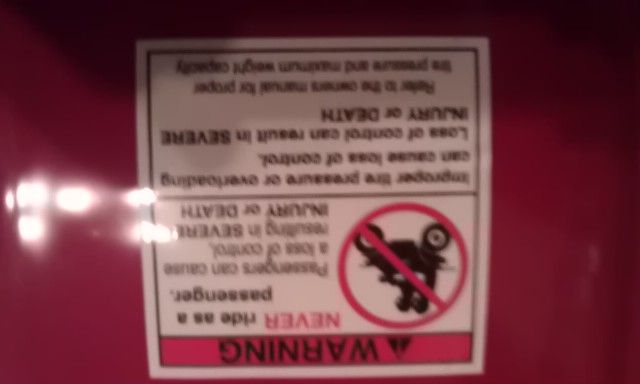 WARNING
NEVER ride as a
passenger.
Passengers can cause
a loss of control,
resulting in SEVERE
INJURY or DEATH
Improper tire pressure or overloading
can cause loss of control.
Loss of control can result in SEVERE
INJURY or DEATH
Refer to the owners manual for proper
tire pressure and maximum weight capacity